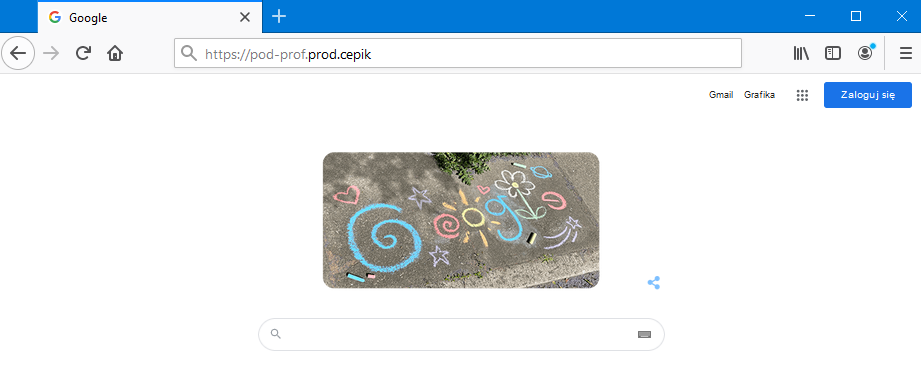 Google
https://pod-prof.prod.cepik
Gmail Grafika Zaloguj się